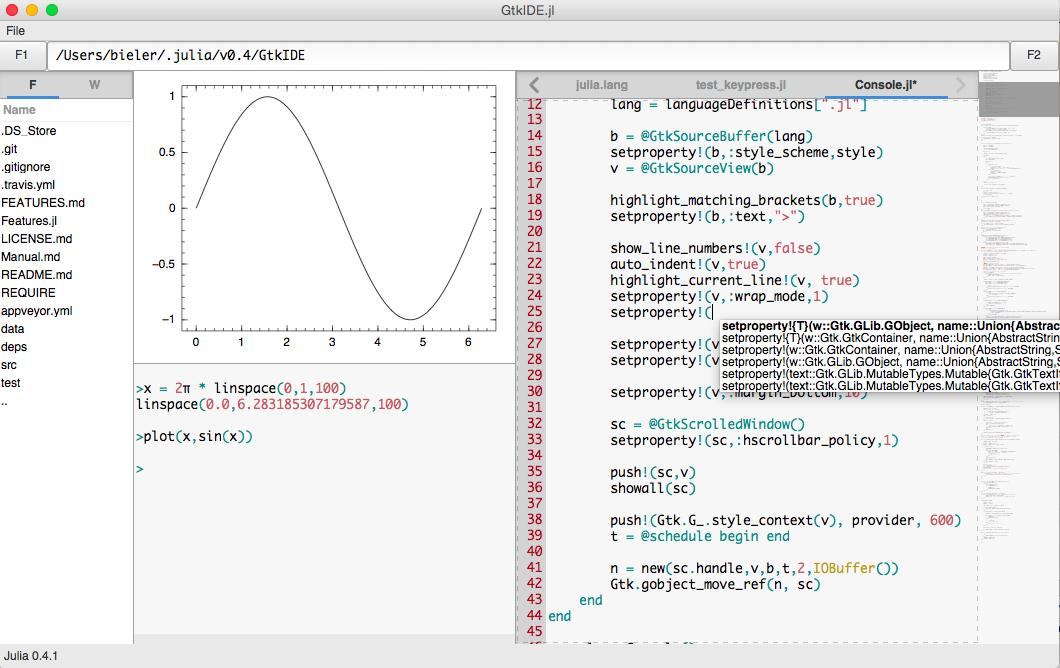 GtkIDE.jl
File
F1
/Users/bieler/.julia/v0.4/GtkIDE
F2
F W
Name
.DS_Store
.git
.gitignore
.travis.yml
FEATURES.md
Features.jl
LICENSE.md
Manual.md
README.md
REQUIRE
appveyor.yml
data
deps
src
test
..
1
0.5
0
−0.5
−1
0 1 2 3 4 5 6
>x = 2π * linspace(0,1,100)
linspace(0.0,6.283185307179587,100)
>plot(x,sin(x))
>
julia.lang test_keypress.jl Console.jl*
12 lang = languageDefinitions[".jl"]
13
14 b = @GtkSourceBuffer(lang)
15 setproperty!(b,:style_scheme,style)
16 v = @GtkSourceView(b)
17
18 highlight_matching_brackets(b,true)
19 setproperty!(b,:text,">")
20
21 show_line_numbers!(v,false)
22 auto_indent!(v,true)
23 highlight_current_line!(v, true)
24 setproperty!(v,:wrap_mode,1)
25 setproperty!(
26
27 setproperty!(v
28 setproperty!(v
29
30 setproperty!(v,:margin_bottom,10)
31
32 sc = @GtkScrolledWindow()
33 setproperty!(sc,:hscrollbar_policy,1)
34
35 push!(sc,v)
36 showall(sc)
37
38 push!(Gtk.G_.style_context(v), provider, 600)
39 t = @schedule begin end
40
41 n = new(sc.handle,v,b,t,2,IOBuffer())
42 Gtk.gobject_move_ref(n, sc)
43 end
44 end
45
setproperty!{T}(w::Gtk.GLib.GObject, name::Union{Abstrac
setproperty!{T}(w::Gtk.GtkContainer, name::Union{AbstractS
setproperty!(w::Gtk.GtkContainer, name::Union{AbstractString,S
setproperty!(w::Gtk.GLib.GObject, name::Union{AbstractString,S
setproperty!(text::Gtk.GLib.MutableTypes.Mutable{Gtk.GtkTextIt
setproperty!(text::Gtk.GLib.MutableTypes.Mutable{Gtk.GtkTextI
Julia 0.4.1